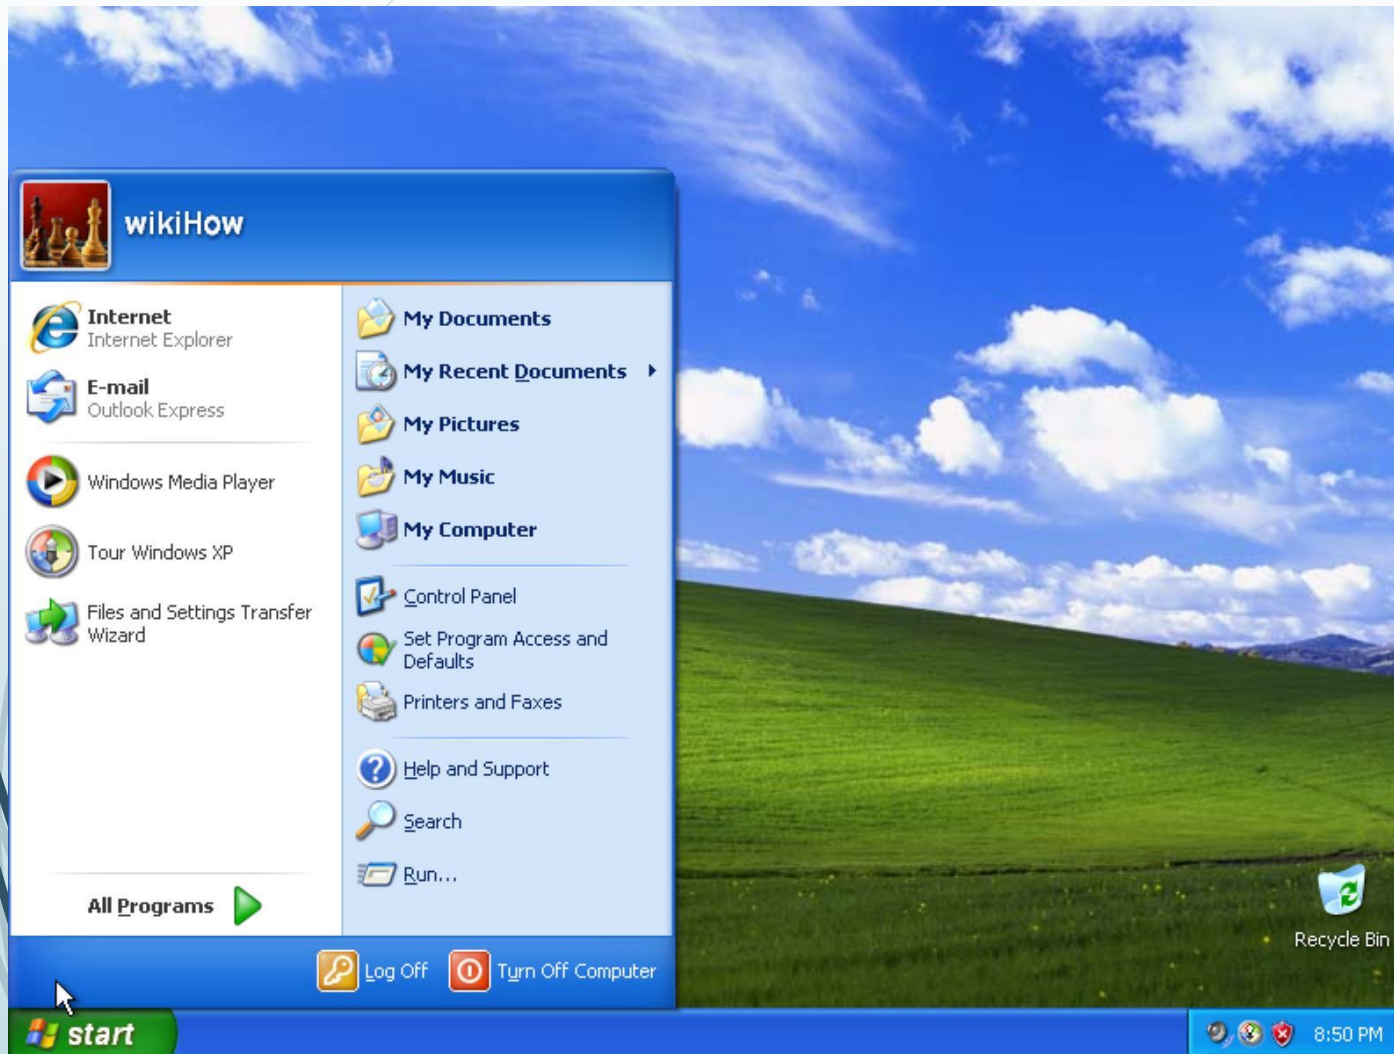 wikiHow
Internet
Internet Explorer
E-mail
Outlook Express
Windows Media Player
Tour Windows XP
Files and Settings Transfer
Wizard
All Programs
My Documents
My Recent Documents
My Pictures
My Music
My Computer
Control Panel
Set Program Access and
Defaults
Printers and Faxes
Help and Support
Search
Run...
Log Off
Turn Off Computer
Recycle Bin
start
8:50 PM